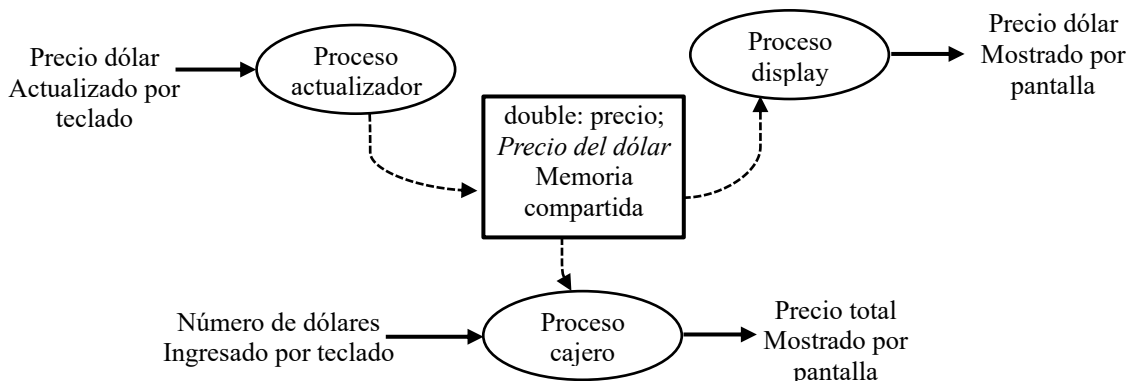 Precio dólar
Actualizado por
teclado
Proceso
actualizador
double: precio;
Precio del dólar
Memoria
compartida
Proceso
display
Precio dólar
Mostrado por
pantalla
Número de dólares
Ingresado por teclado
Proceso
cajero
Precio total
Mostrado por
pantalla